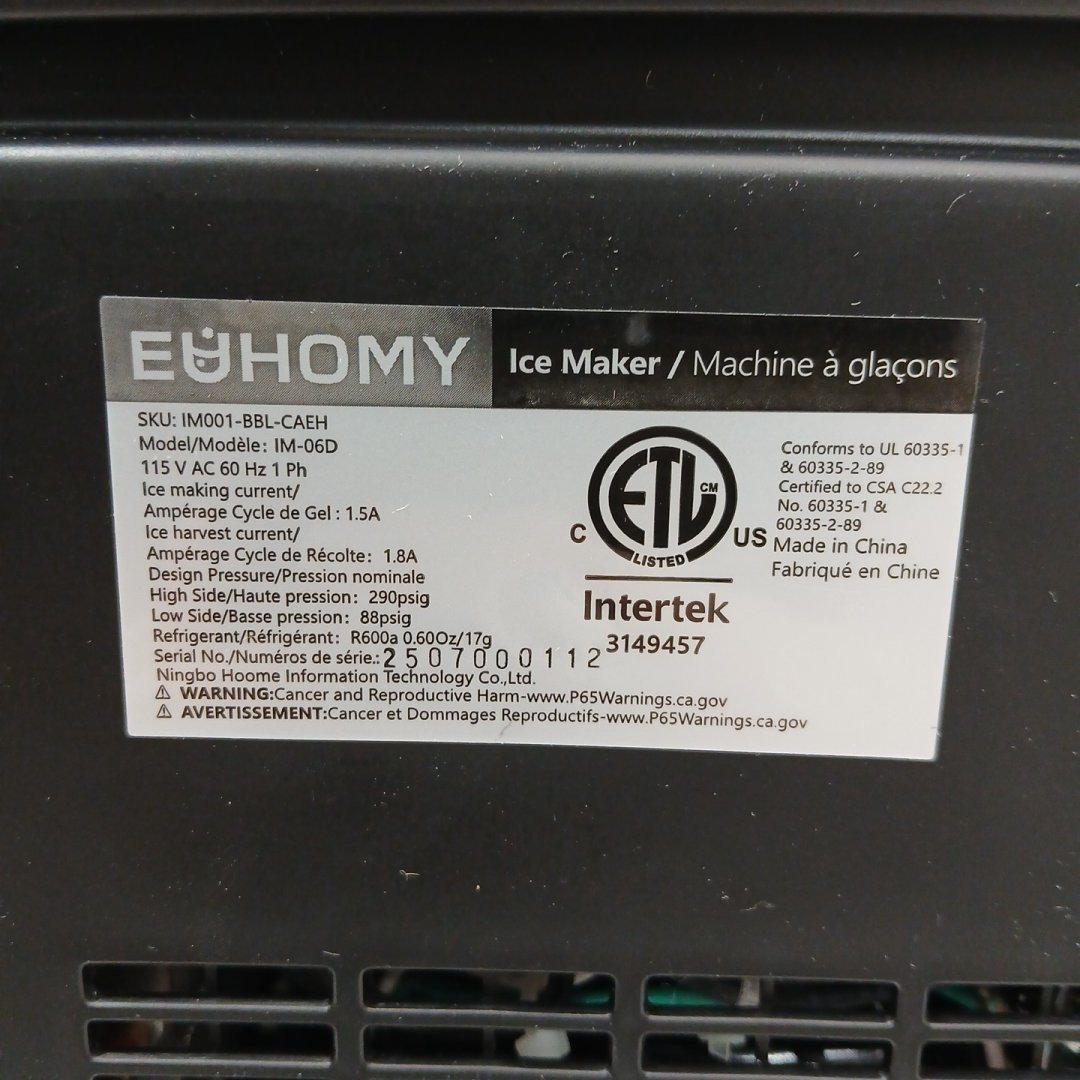 EUHOMY
Ice Maker / Machine à glaçons
SKU: IM001-BBL-CAEH
Model/Modèle: IM-06D
115 V AC 60 Hz 1 Ph
Ice making current/
Ampérage Cycle de Gel : 1.5A
Ice harvest current/
Ampérage Cycle de Récolte: 1.8A
Design Pressure/Pression nominale
High Side/Haute pression: 290psig
Low Side/Basse pression: 88psig
Refrigerant/Réfrigérant: R600a 0.60Oz/17g
Serial No./Numéros de série.: 2507000112
Ningbo Hoome Information Technology Co.,Ltd.
⚠ WARNING:Cancer and Reproductive Harm-www.P65Warnings.ca.gov
⚠ AVERTISSEMENT:Cancer et Dommages Reproductifs-www.P65Warnings.ca.gov
ETL CM
LISTED
C US
Intertek
3149457
Conforms to UL 60335-1
& 60335-2-89
Certified to CSA C22.2
No. 60335-1 &
60335-2-89
Made in China
Fabriqué en Chine